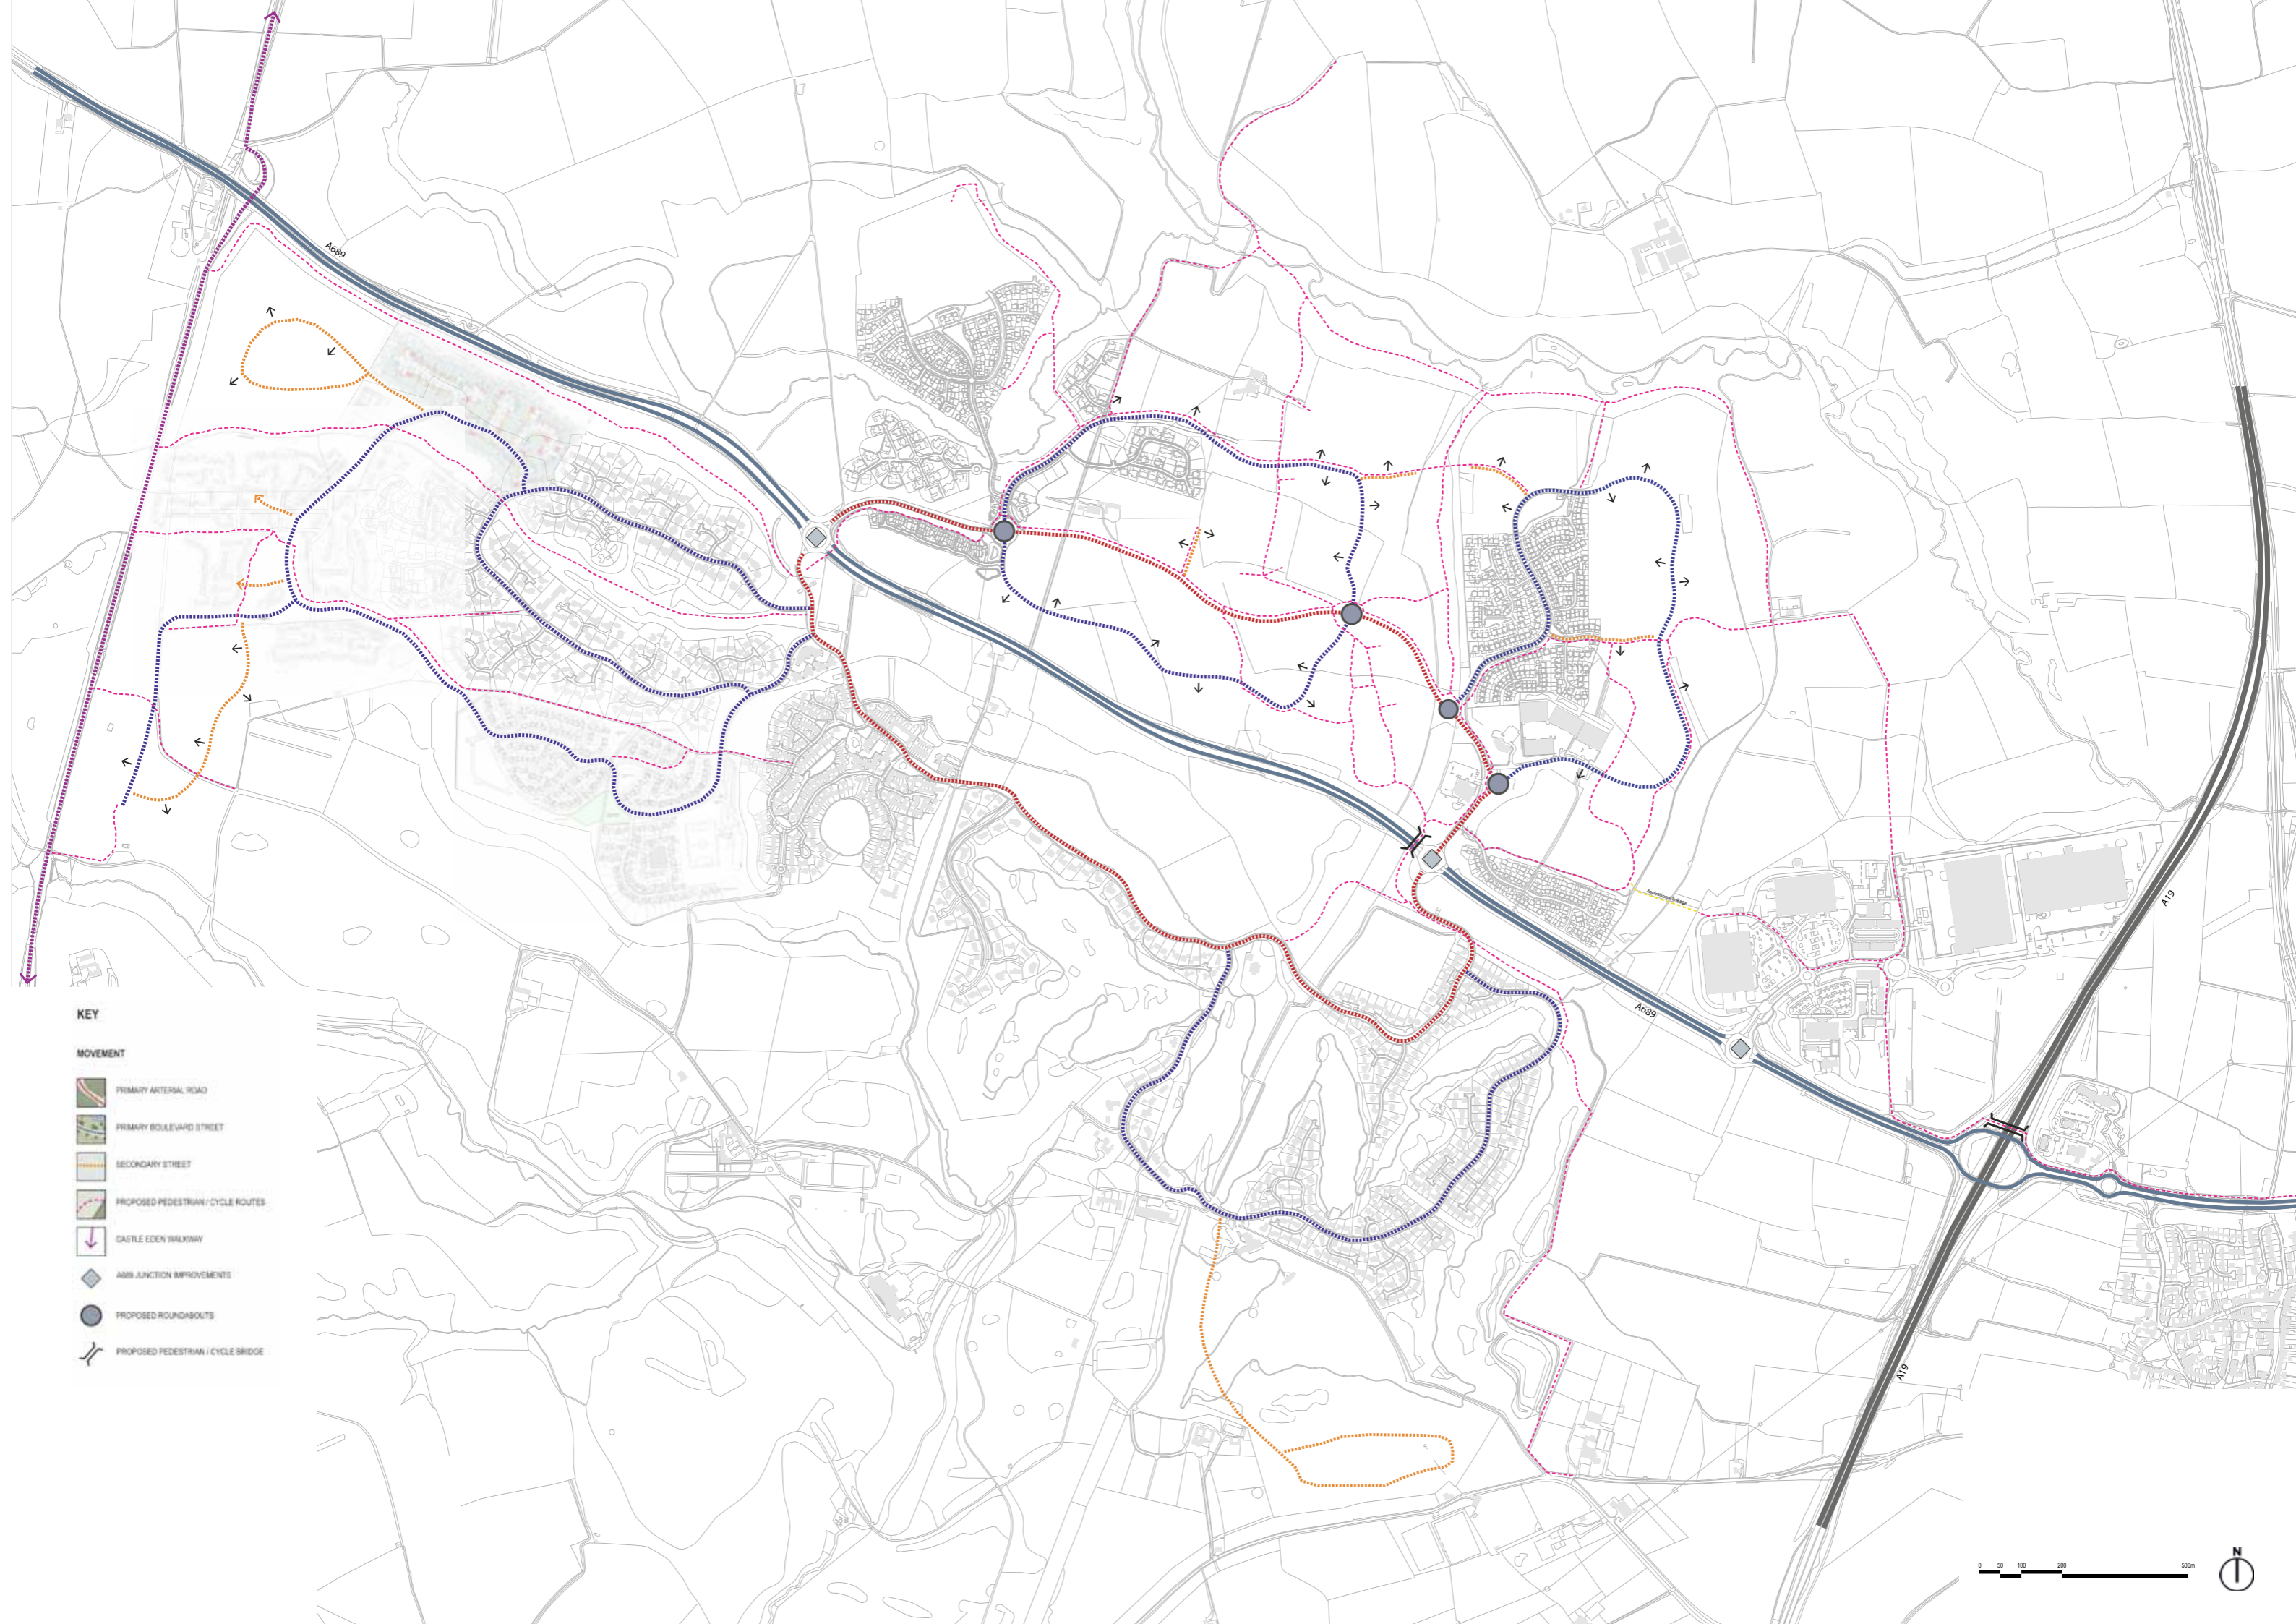 A689
KEY
MOVEMENT
PRIMARY ARTERIAL ROAD
PRIMARY BOULEVARD STREET
SECONDARY STREET
PROPOSED PEDESTRIAN / CYCLE ROUTES
CASTLE EDEN WALKWAY
A689 JUNCTION IMPROVEMENTS
PROPOSED ROUNDABOUTS
PROPOSED PEDESTRIAN / CYCLE BRIDGE
A19
A689
A19
0 50 100 200 500m
N